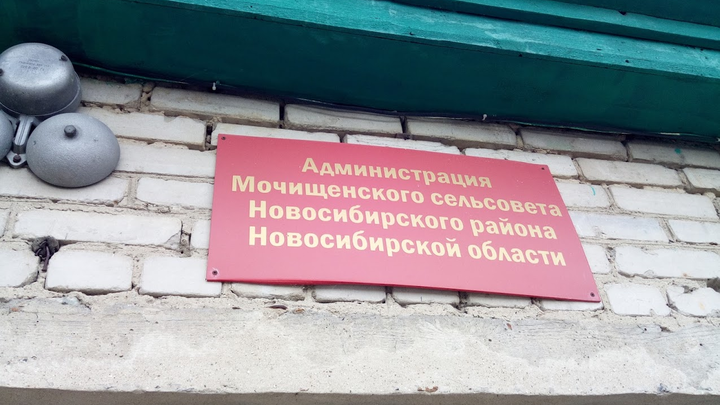 Администрация
Мочищенского сельсовета
Новосибирского района
Новосибирской области